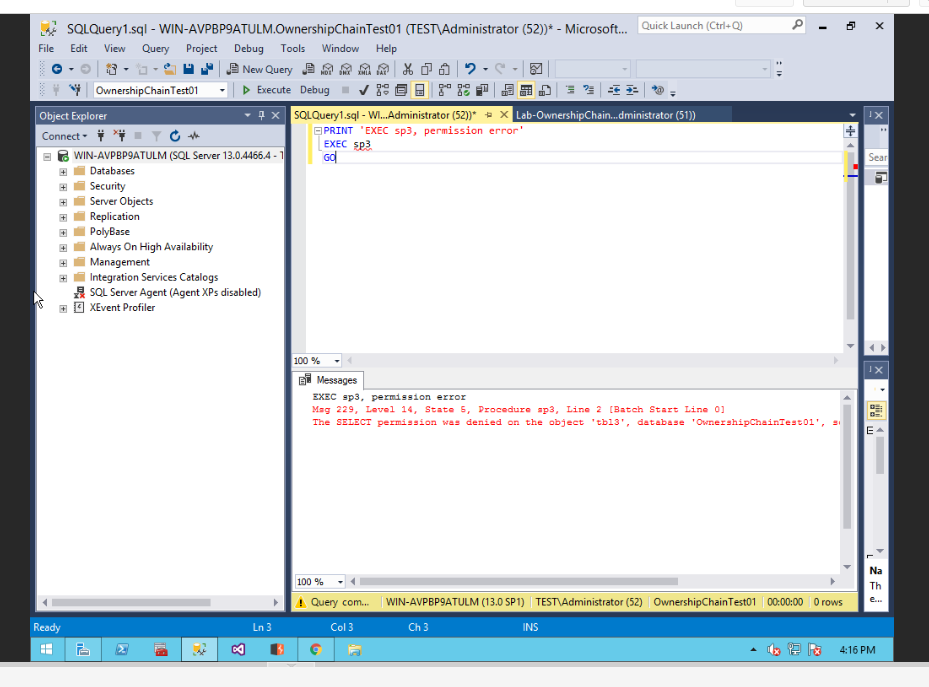 SQLQuery1.sql - WIN-AVPBP9ATULM.OwnershipChainTest01 (TEST\Administrator (52))* - Microsoft...
Quick Launch (Ctrl+Q)
File Edit View Query Project Debug Tools Window Help
New Query
OwnershipChainTest01
Execute Debug
Object Explorer
SQLQuery1.sql - WI...Administrator (52))*
Lab-OwnershipChain...dministrator (51))
Connect
WIN-AVPBP9ATULM (SQL Server 13.0.4466.4 - 1
Databases
Security
Server Objects
Replication
PolyBase
Always On High Availability
Management
Integration Services Catalogs
SQL Server Agent (Agent XPs disabled)
XEvent Profiler
PRINT 'EXEC sp3, permission error'
EXEC sp3
GO
Sear
100 %
Messages
EXEC sp3, permission error
Msg 229, Level 14, State 5, Procedure sp3, Line 2 [Batch Start Line 0]
The SELECT permission was denied on the object 'tbl3', database 'OwnershipChainTest01', s
100 %
Query com... WIN-AVPBP9ATULM (13.0 SP1) TEST\Administrator (52) OwnershipChainTest01 00:00:00 0 rows
Na
Th
e...
Ready Ln 3 Col 3 Ch 3 INS
4:16 PM